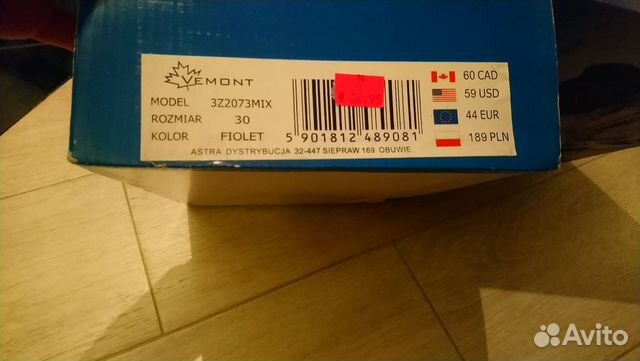 VEMONT
MODEL 3Z2073MIX
ROZMIAR 30
KOLOR FIOLET
5 901812 489081
ASTRA DYSTRYBUCJA 32-447 SIEPRAW 169 OBUWIE
60 CAD
59 USD
44 EUR
189 PLN
Avito